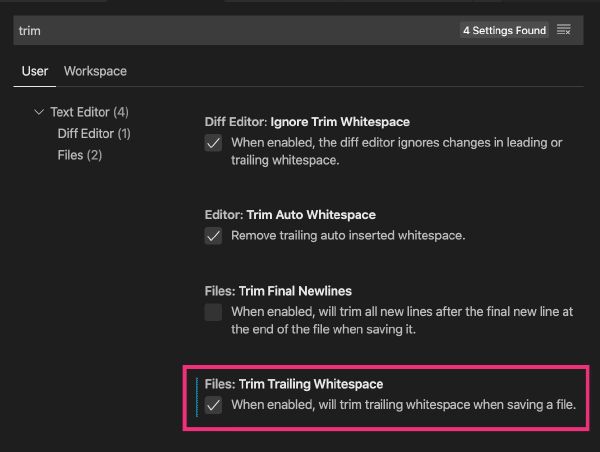 trim
4 Settings Found
User Workspace
Text Editor (4)
Diff Editor (1)
Files (2)
Diff Editor: Ignore Trim Whitespace
When enabled, the diff editor ignores changes in leading or
trailing whitespace.
Editor: Trim Auto Whitespace
Remove trailing auto inserted whitespace.
Files: Trim Final Newlines
When enabled, will trim all new lines after the final new line at
the end of the file when saving it.
Files: Trim Trailing Whitespace
When enabled, will trim trailing whitespace when saving a file.